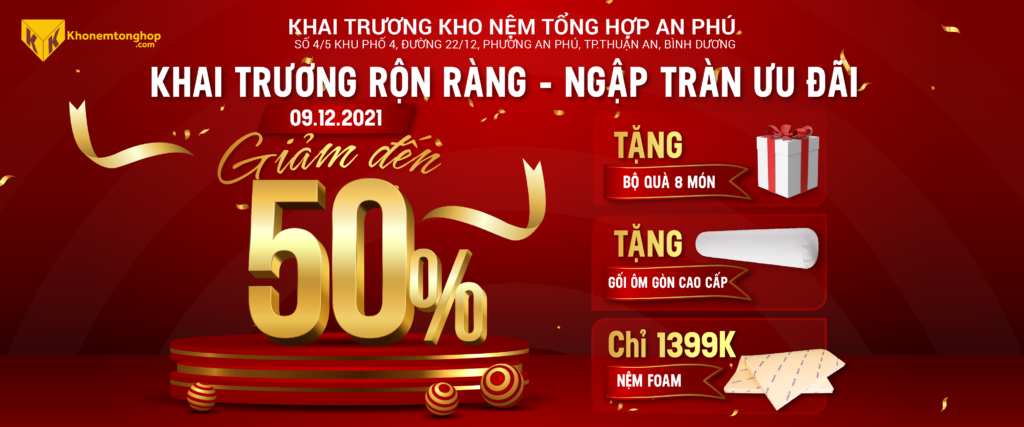 Khonemtonghop
.com
KHAI TRƯƠNG KHO NỆM TỔNG HỢP AN PHÚ
SỐ 4/5 KHU PHỐ 4, ĐƯỜNG 22/12, PHƯỜNG AN PHÚ, TP.THUẬN AN, BÌNH DƯƠNG
KHAI TRƯƠNG RỘN RÀNG - NGẬP TRÀN ƯU ĐÃI
09.12.2021
Giảm đến
50%
TẶNG
BỘ QUÀ 8 MÓN
TẶNG
GỐI ÔM GÒN CAO CẤP
Chỉ 1399K
NỆM FOAM